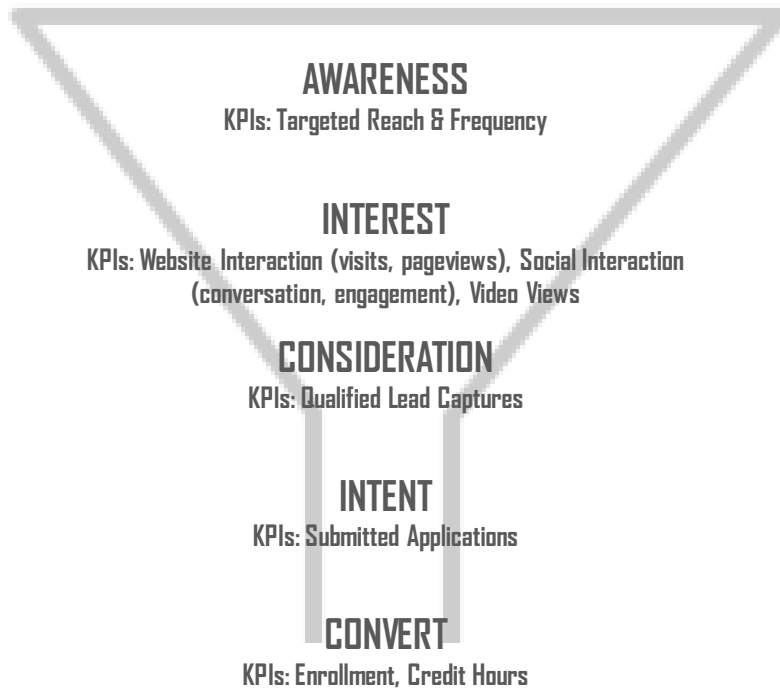 AWARENESS
KPIs: Targeted Reach & Frequency
INTEREST
KPIs: Website Interaction (visits, pageviews), Social Interaction
(conversation, engagement), Video Views
CONSIDERATION
KPIs: Qualified Lead Captures
INTENT
KPIs: Submitted Applications
CONVERT
KPIs: Enrollment, Credit Hours